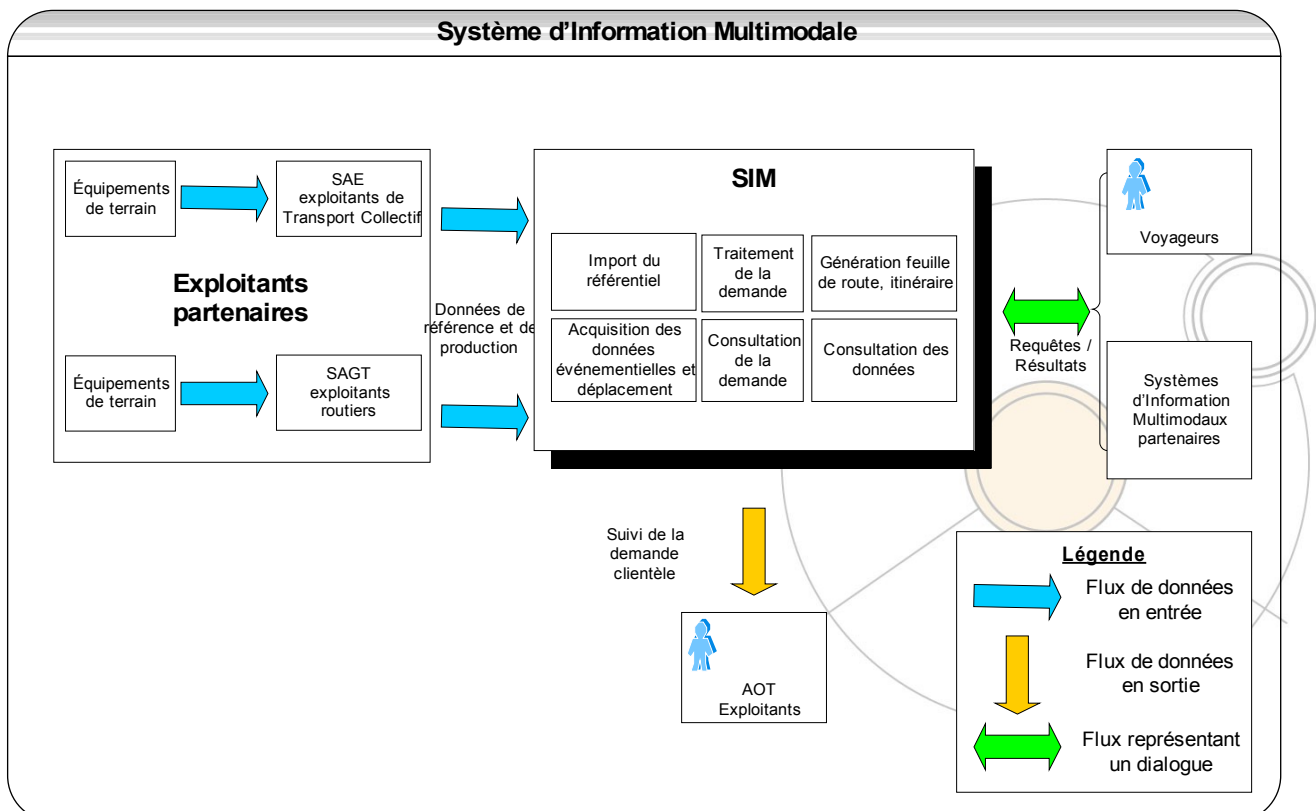 Système d'Information Multimodale
Équipements
de terrain
SAE
exploitants de
Transport Collectif
Exploitants
partenaires
Équipements
de terrain
SAGT
exploitants
routiers
Données de
référence et de
production
SIM
Import du
référentiel
Traitement
de la
demande
Génération feuille
de route, itinéraire
Acquisition des
données
événementielles et
déplacement
Consultation
de la
demande
Consultation des
données
Requêtes /
Résultats
Voyageurs
Systèmes
d'Information
Multimodaux
partenaires
Suivi de la
demande
clientèle
AOT
Exploitants
Légende
Flux de données
en entrée
Flux de données
en sortie
Flux représentant
un dialogue